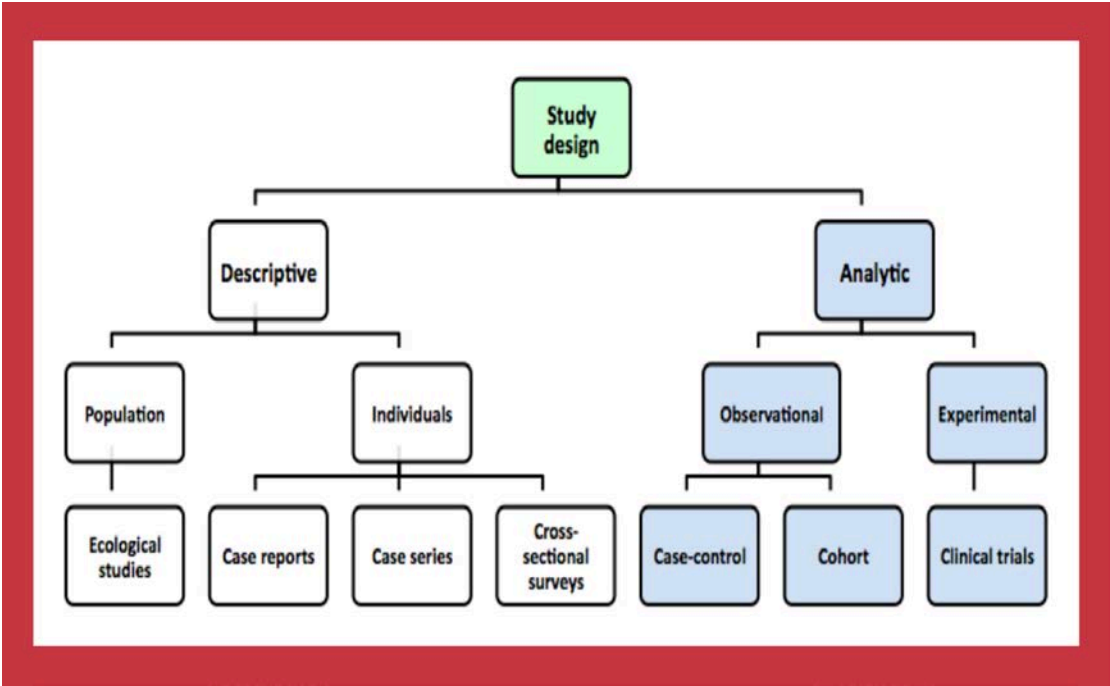 Study
design
Descriptive
Analytic
Population
Individuals
Observational
Experimental
Ecological
studies
Case reports
Case series
Cross-
sectional
surveys
Case-control
Cohort
Clinical trials